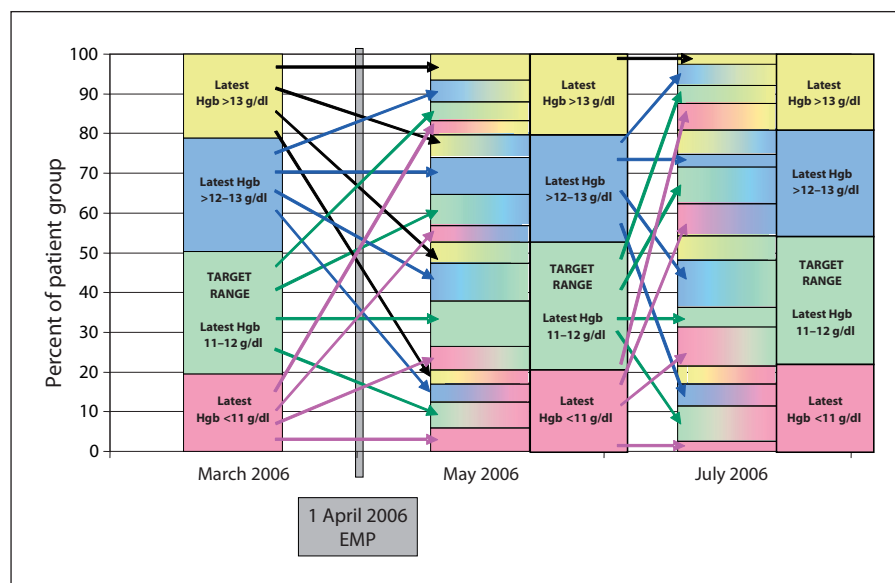 Percent of patient group
100
90
80
70
60
50
40
30
20
10
0
Latest
Hgb >13 g/dl
Latest Hgb
>12–13 g/dl
TARGET
RANGE
Latest Hgb
11–12 g/dl
Latest
Hgb <11 g/dl
Latest
Hgb >13 g/dl
Latest Hgb
>12–13 g/dl
TARGET
RANGE
Latest Hgb
11–12 g/dl
Latest
Hgb <11 g/dl
Latest
Hgb >13 g/dl
Latest Hgb
>12–13 g/dl
TARGET
RANGE
Latest Hgb
11–12 g/dl
Latest
Hgb <11 g/dl
March 2006
May 2006
July 2006
1 April 2006
EMP